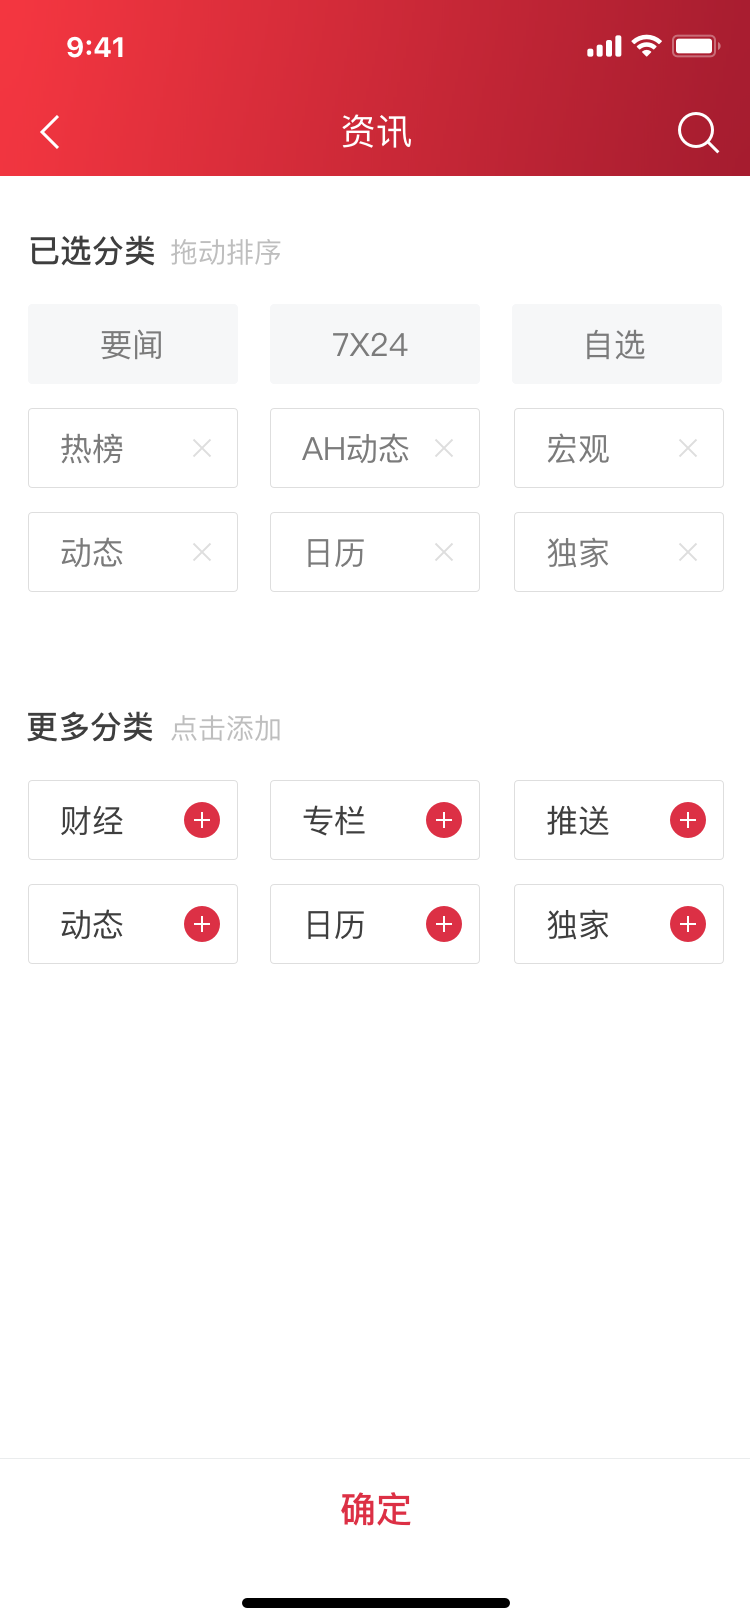 9:41
资讯
已选分类 拖动排序
要闻 7X24 自选
热榜 AH动态 宏观
动态 日历 独家
更多分类 点击添加
财经 专栏 推送
动态 日历 独家
确定